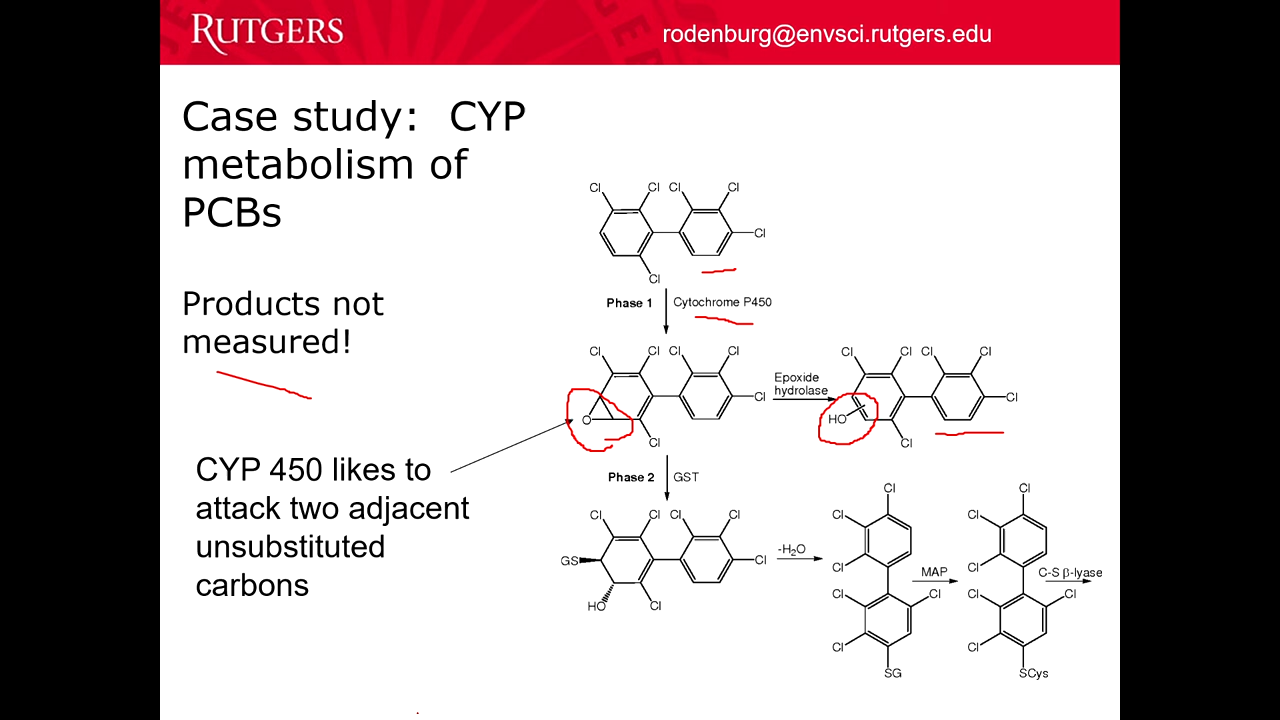 RUTGERS
rodenburg@envsci.rutgers.edu
Case study: CYP
metabolism of
PCBs
Products not
measured!
CYP 450 likes to
attack two adjacent
unsubstituted
carbons
Cl Cl Cl Cl
Cl
Cl
Phase 1 Cytochrome P450
Cl Cl Cl Cl
Cl
O
Cl
Epoxide
hydrolase
Cl Cl Cl Cl
Cl
HO
Cl
Phase 2 GST
Cl Cl Cl Cl
GS Cl
HO Cl
-H₂O
Cl
Cl
Cl
Cl Cl
Cl
SG
MAP
Cl
Cl
Cl
Cl Cl
Cl
SCys
C-S β-lyase